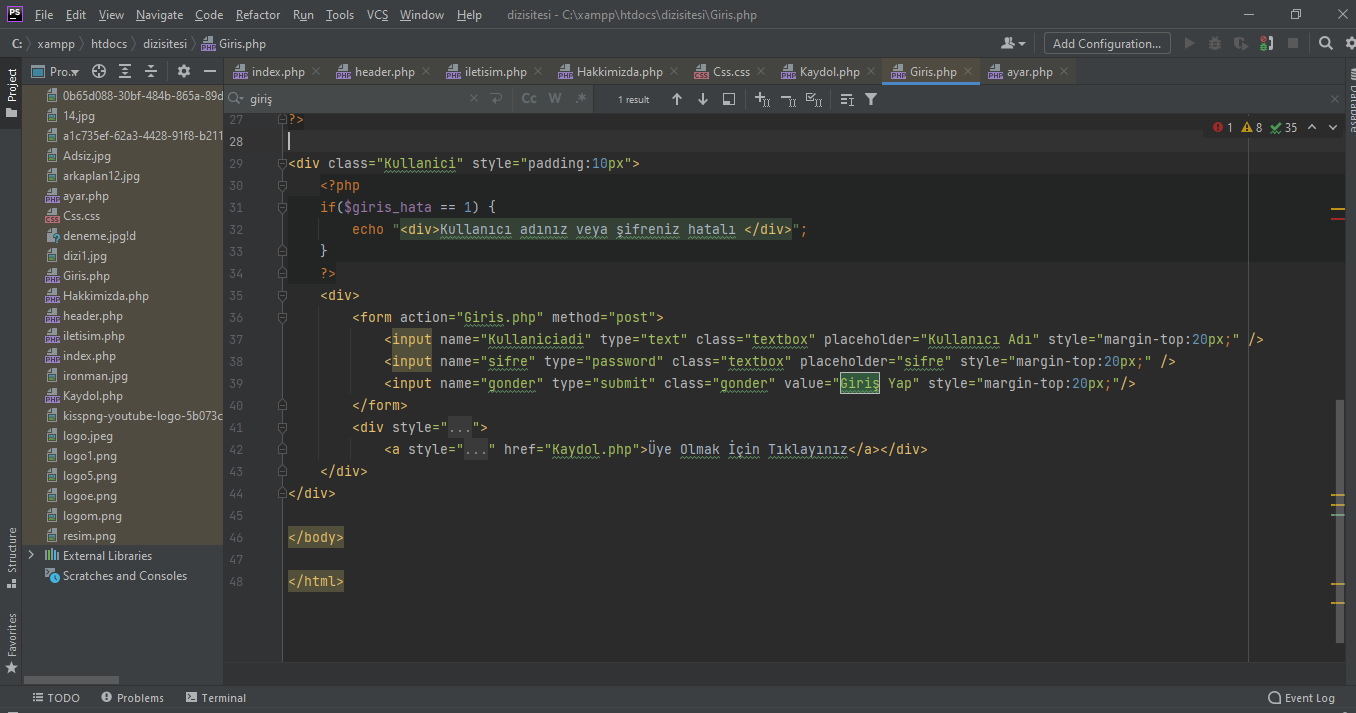 PS File Edit View Navigate Code Refactor Run Tools VCS Window Help dizisitesi - C:\xampp\htdocs\dizisitesi\Giris.php
C: xampp htdocs dizisitesi Giris.php Add Configuration...
Project
Pro... index.php header.php iletisim.php Hakkimizda.php Css.css Kaydol.php Giris.php ayar.php
giriş Cc W .* 1 result
Database
1 8 35
0b65d088-30bf-484b-865a-89d
14.jpg
a1c735ef-62a3-4428-91f8-b211
Adsiz.jpg
arkaplan12.jpg
ayar.php
Css.css
deneme.jpg!d
dizi1.jpg
Giris.php
Hakkimizda.php
header.php
iletisim.php
index.php
ironman.jpg
Kaydol.php
kisspng-youtube-logo-5b073c
logo.jpeg
logo1.png
logo5.png
logoe.png
logom.png
resim.png
External Libraries
Scratches and Consoles
27 ?>
28
29 <div class="Kullanici" style="padding:10px">
30 <?php
31 if($giris_hata == 1) {
32 echo "<div>Kullanıcı adınız veya şifreniz hatalı </div>";
33 }
34 ?>
35 <div>
36 <form action="Giris.php" method="post">
37 <input name="Kullaniciadi" type="text" class="textbox" placeholder="Kullanıcı Adı" style="margin-top:20px;" />
38 <input name="sifre" type="password" class="textbox" placeholder="sifre" style="margin-top:20px;" />
39 <input name="gonder" type="submit" class="gonder" value="Giriş Yap" style="margin-top:20px;"/>
40 </form>
41 <div style="...">
42 <a style="..." href="Kaydol.php">Üye Olmak İçin Tıklayınız</a></div>
43 </div>
44 </div>
45
46 </body>
47
48 </html>
Structure
Favorites
TODO Problems Terminal Event Log